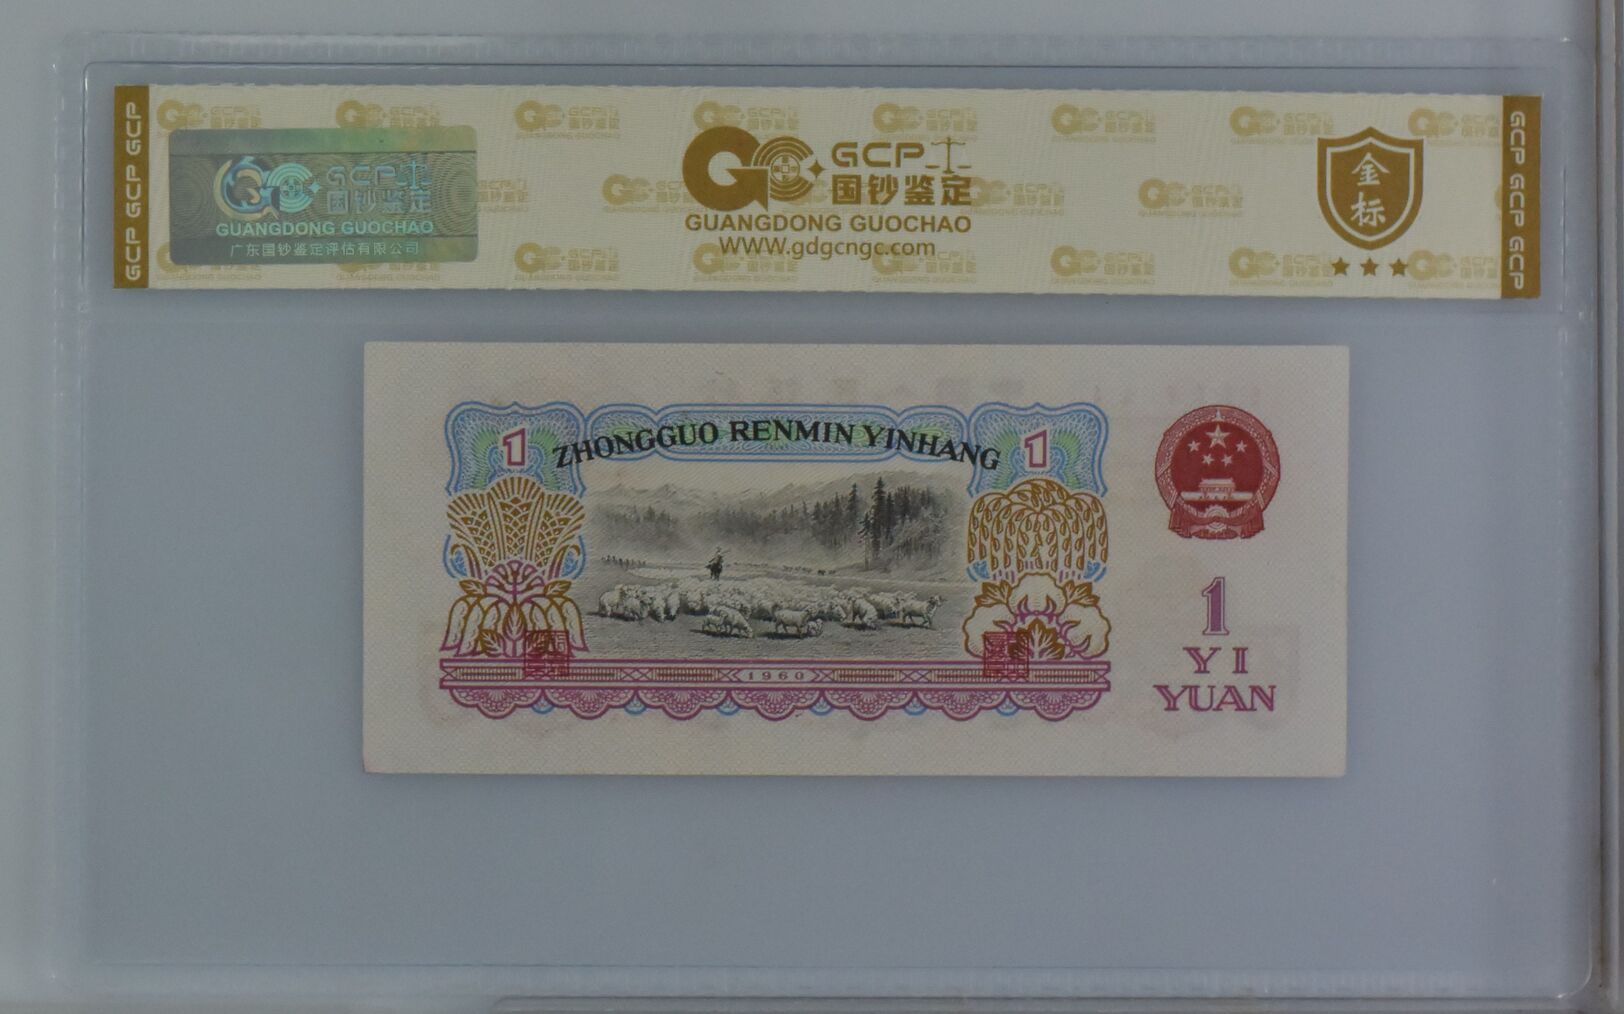 GCP GCP GCP
GCP
国钞鉴定
GUANGDONG GUOCHAO
广东国钞鉴定评估有限公司
GCP
国钞鉴定
GUANGDONG GUOCHAO
WWW.gdgcngc.com
金
标
GCP GCP GCP
ZHONGGUO RENMIN YINHANG
1
1
1960
1
YI
YUAN